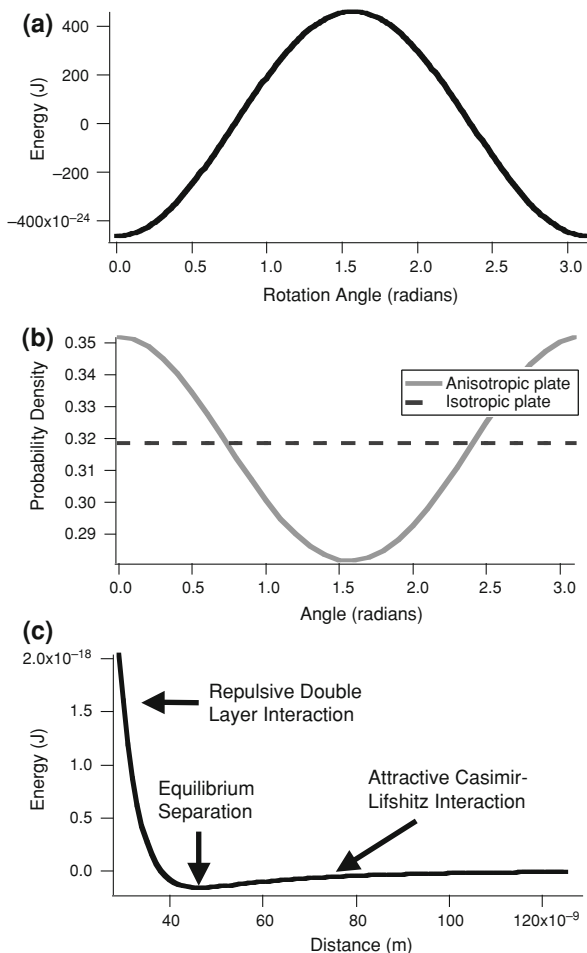 (a)
400
200
0
−200
−400x10⁻²⁴
Energy (J)
0.0 0.5 1.0 1.5 2.0 2.5 3.0
Rotation Angle (radians)
(b)
0.35
0.34
0.33
0.32
0.31
0.30
0.29
Probability Density
Anisotropic plate
Isotropic plate
0.0 0.5 1.0 1.5 2.0 2.5 3.0
Angle (radians)
(c)
2.0x10⁻¹⁸
1.5
1.0
0.5
0.0
Energy (J)
Repulsive Double
Layer Interaction
Equilibrium
Separation
Attractive Casimir-
Lifshitz Interaction
40 60 80 100 120x10⁻⁹
Distance (m)